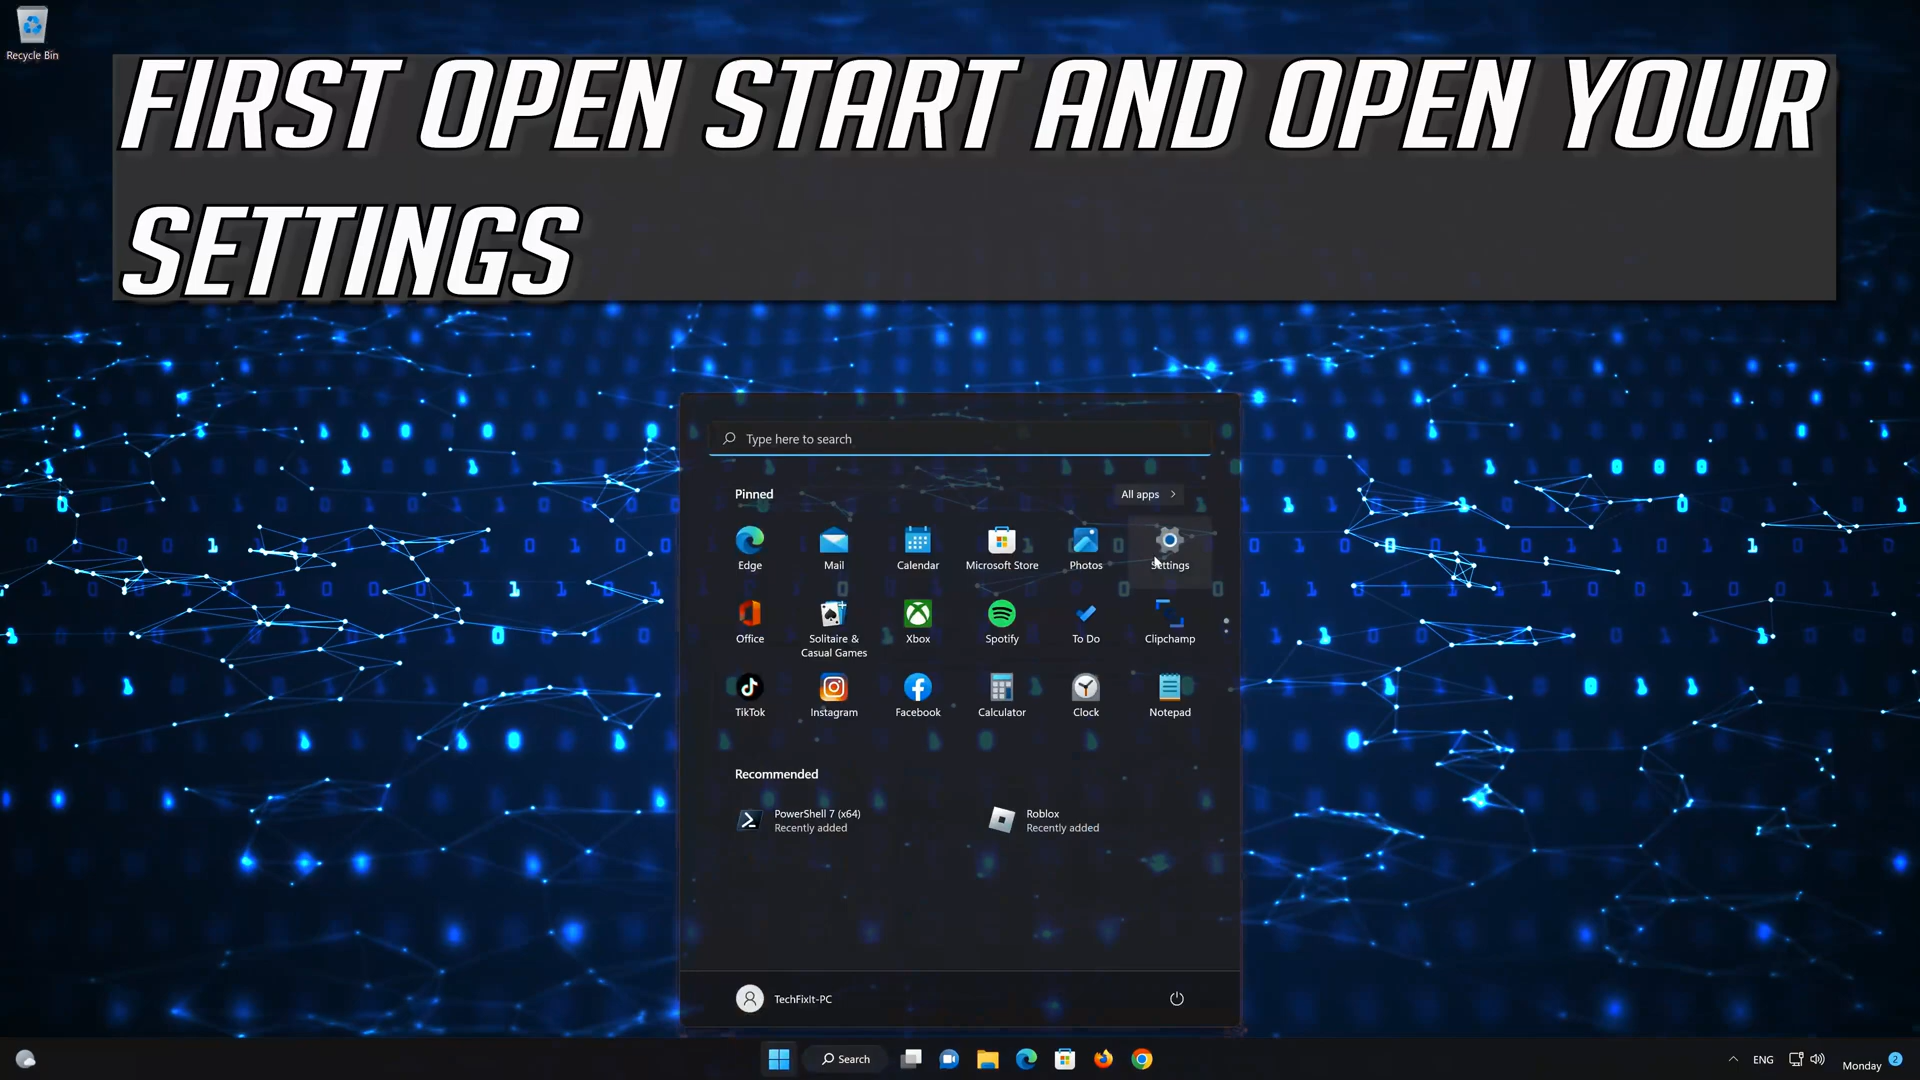 Recycle Bin
FIRST OPEN START AND OPEN YOUR
SETTINGS
Type here to search
Pinned
All apps
Edge
Mail
Calendar
Microsoft Store
Photos
Settings
Office
Solitaire &
Casual Games
Xbox
Spotify
To Do
Clipchamp
TikTok
Instagram
Facebook
Calculator
Clock
Notepad
Recommended
PowerShell 7 (x64)
Recently added
Roblox
Recently added
TechFixIt-PC
Search
ENG
Monday
2